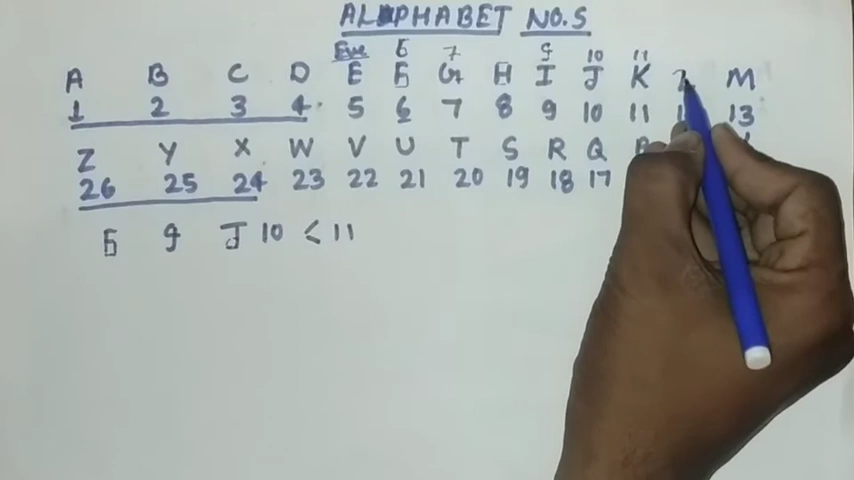 ALPHABET NO.S
Eve 6 7 9 10 11
A B C D E F G H I J K M
1 2 3 4 5 6 7 8 9 10 11 13
Z Y X W V U T S R Q
26 25 24 23 22 21 20 19 18 17
6 9 J 10 < 11